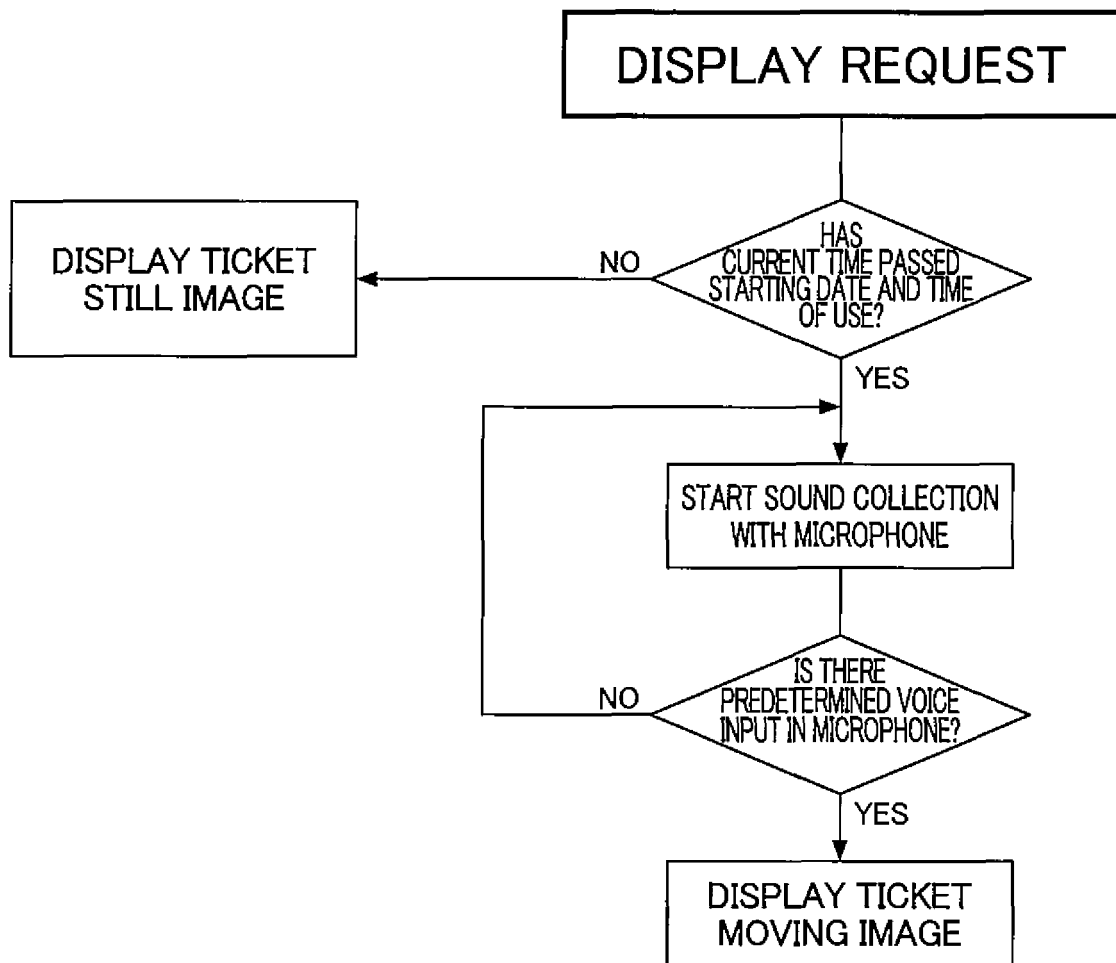 DISPLAY REQUEST
HAS
CURRENT TIME PASSED
STARTING DATE AND TIME
OF USE?
NO
DISPLAY TICKET
STILL IMAGE
YES
START SOUND COLLECTION
WITH MICROPHONE
IS THERE
PREDETERMINED VOICE
INPUT IN MICROPHONE?
NO
YES
DISPLAY TICKET
MOVING IMAGE